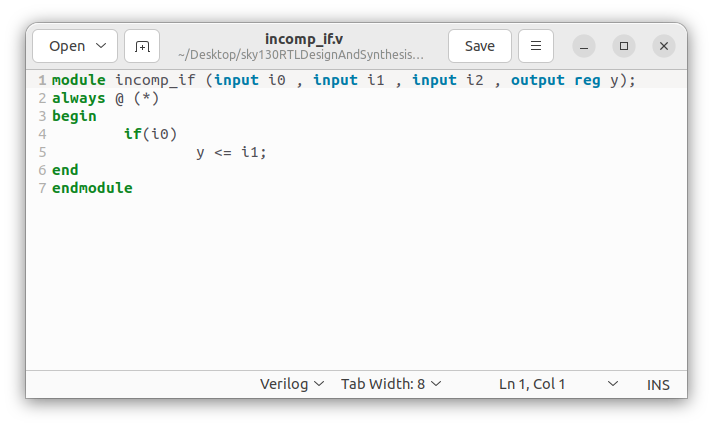 Open
incomp_if.v
~/Desktop/sky130RTLDesignAndSynthesis...
Save
1 module incomp_if (input i0 , input i1 , input i2 , output reg y);
2 always @ (*)
3 begin
4 if(i0)
5 y <= i1;
6 end
7 endmodule
Verilog Tab Width: 8 Ln 1, Col 1 INS